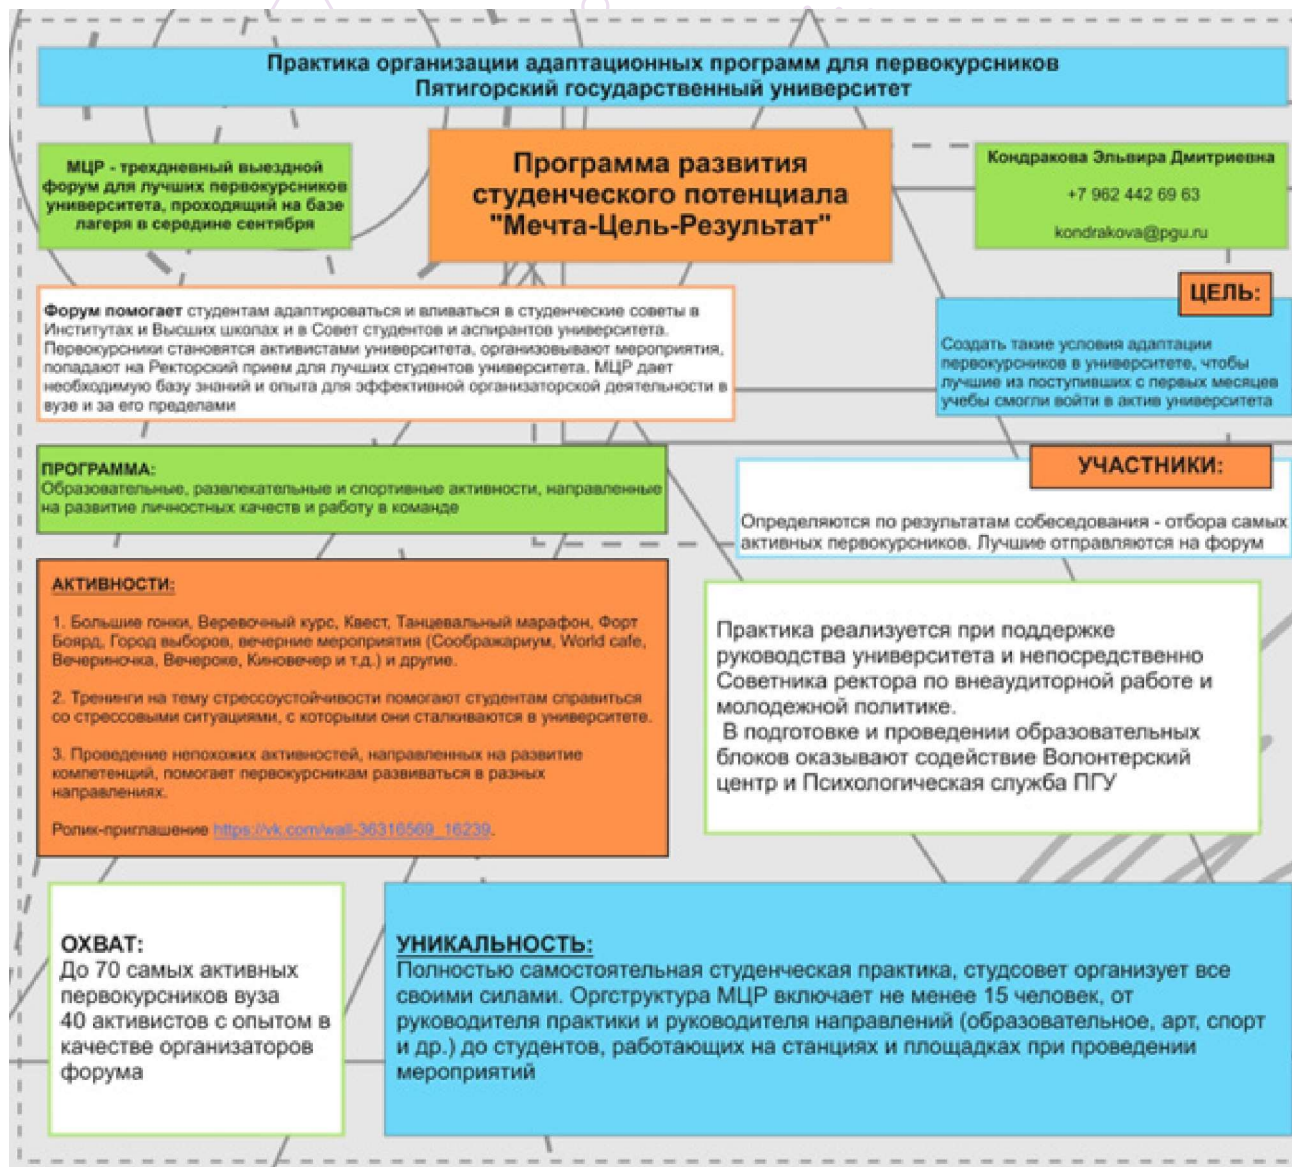 Практика организации адаптационных программ для первокурсников
Пятигорский государственный университет
МЦР - трехдневный выездной
форум для лучших первокурсников
университета, проходящий на базе
лагеря в середине сентября
Программа развития
студенческого потенциала
"Мечта-Цель-Результат"
Кондракова Эльвира Дмитриевна
+7 962 442 69 63
kondrakova@pgu.ru
Форум помогает студентам адаптироваться и вливаться в студенческие советы в
Институтах и Высших школах и в Совет студентов и аспирантов университета.
Первокурсники становятся активистами университета, организовывают мероприятия,
попадают на Ректорский прием для лучших студентов университета. МЦР дает
необходимую базу знаний и опыта для эффективной организаторской деятельности в
вузе и за его пределами
ЦЕЛЬ:
Создать такие условия адаптации
первокурсников в университете, чтобы
лучшие из поступивших с первых месяцев
учебы смогли войти в актив университета
ПРОГРАММА:
Образовательные, развлекательные и спортивные активности, направленные
на развитие личностных качеств и работу в команде
УЧАСТНИКИ:
Определяются по результатам собеседования - отбора самых
активных первокурсников. Лучшие отправляются на форум
АКТИВНОСТИ:
1. Большие гонки, Веревочный курс, Квест, Танцевальный марафон, Форт
Боярд, Город выборов, вечерние мероприятия (Соображариум, World cafe,
Вечериночка, Вечероке, Киновечер и т.д.) и другие.
2. Тренинги на тему стрессоустойчивости помогают студентам справиться
со стрессовыми ситуациями, с которыми они сталкиваются в университете.
3. Проведение непохожих активностей, направленных на развитие
компетенций, помогает первокурсникам развиваться в разных
направлениях.
Ролик-приглашение https://vk.com/wall-36316569_16239.
Практика реализуется при поддержке
руководства университета и непосредственно
Советника ректора по внеаудиторной работе и
молодежной политике.
В подготовке и проведении образовательных
блоков оказывают содействие Волонтерский
центр и Психологическая служба ПГУ
ОХВАТ:
До 70 самых активных
первокурсников вуза
40 активистов с опытом в
качестве организаторов
форума
УНИКАЛЬНОСТЬ:
Полностью самостоятельная студенческая практика, студсовет организует все
своими силами. Оргструктура МЦР включает не менее 15 человек, от
руководителя практики и руководителя направлений (образовательное, арт, спорт
и др.) до студентов, работающих на станциях и площадках при проведении
мероприятий